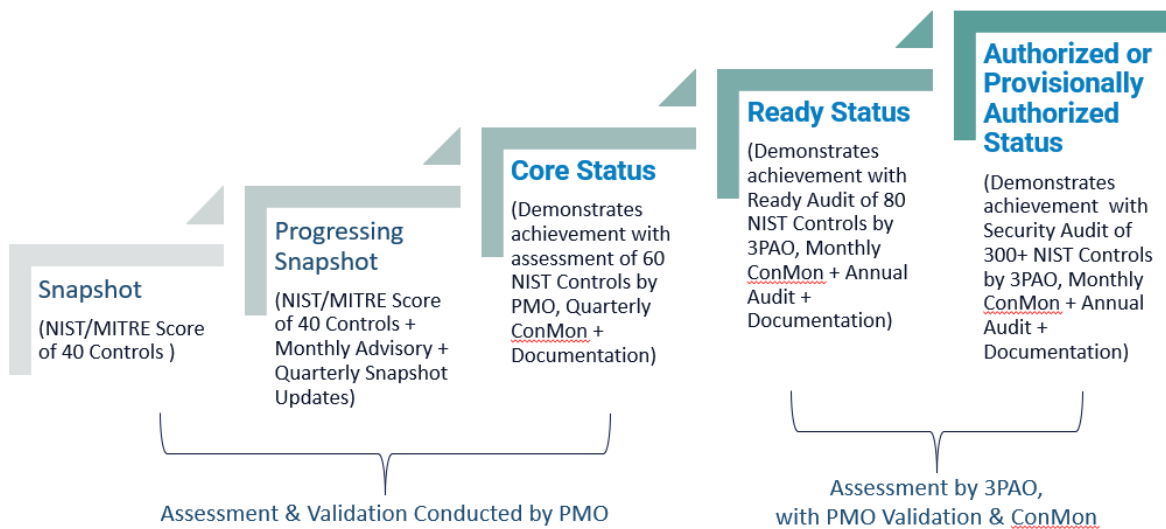 Snapshot
(NIST/MITRE Score
of 40 Controls )
Progressing
Snapshot
(NIST/MITRE Score
of 40 Controls +
Monthly Advisory +
Quarterly Snapshot
Updates)
Core Status
(Demonstrates
achievement with
assessment of 60
NIST Controls by
PMO, Quarterly
ConMon +
Documentation)
Ready Status
(Demonstrates
achievement with
Ready Audit of 80
NIST Controls by
3PAO, Monthly
ConMon + Annual
Audit +
Documentation)
Authorized or
Provisionally
Authorized
Status
(Demonstrates
achievement  with
Security Audit of
300+ NIST Controls
by 3PAO, Monthly
ConMon + Annual
Audit +
Documentation)
Assessment & Validation Conducted by PMO
Assessment by 3PAO,
with PMO Validation & ConMon